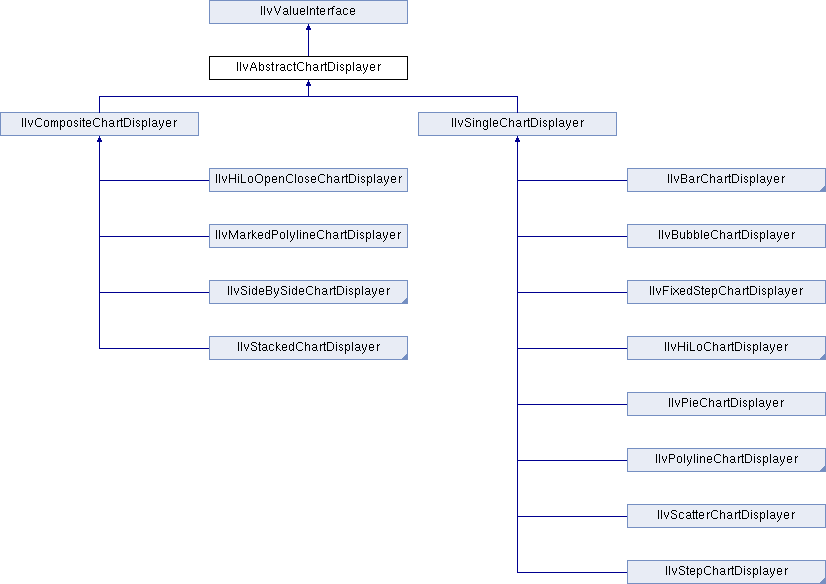 IlvValueInterface
IlvAbstractChartDisplayer
IlvCompositeChartDisplayer
IlvSingleChartDisplayer
IlvHiLoOpenCloseChartDisplayer
IlvBarChartDisplayer
IlvMarkedPolylineChartDisplayer
IlvBubbleChartDisplayer
IlvSideBySideChartDisplayer
IlvFixedStepChartDisplayer
IlvStackedChartDisplayer
IlvHiLoChartDisplayer
IlvPieChartDisplayer
IlvPolylineChartDisplayer
IlvScatterChartDisplayer
IlvStepChartDisplayer